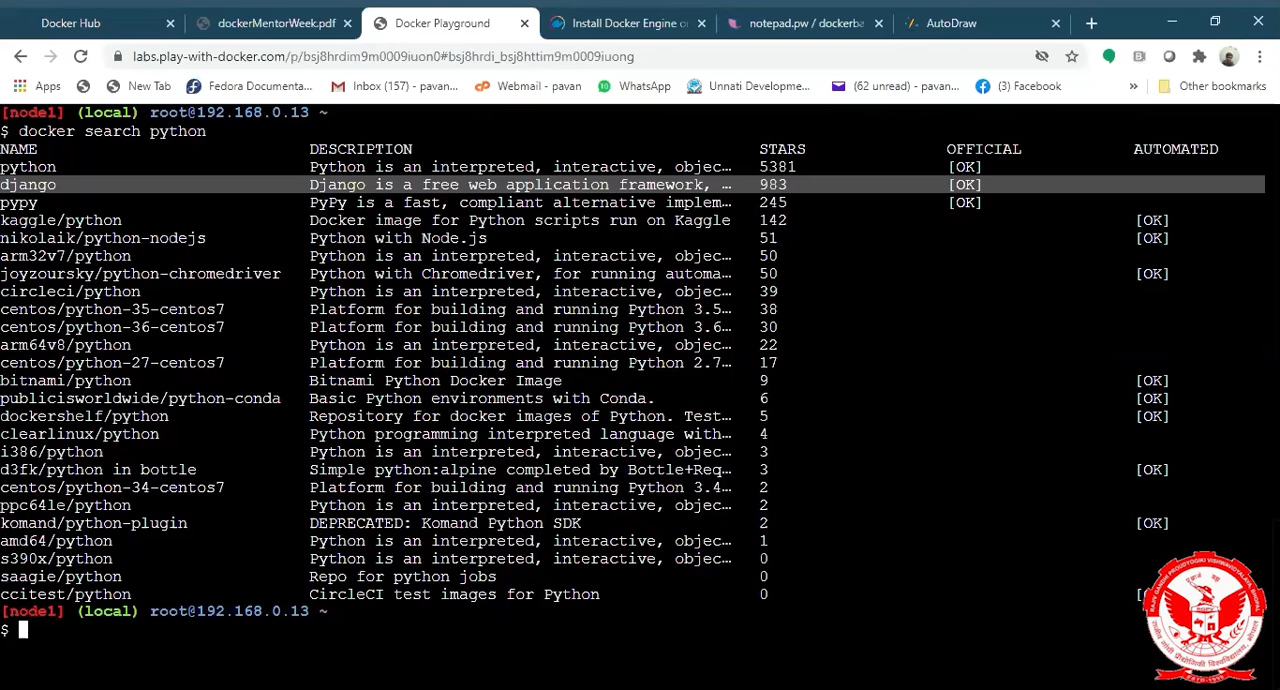 Docker Hub
dockerMentorWeek.pdf
Docker Playground
Install Docker Engine o
notepad.pw / dockerba
AutoDraw
labs.play-with-docker.com/p/bsj8hrdim9m0009iuon0#bsj8hrdi_bsj8httim9m0009iuong
Apps
New Tab
Fedora Documenta...
Inbox (157) - pavan...
Webmail - pavan
WhatsApp
Unnati Developme...
(62 unread) - pavan...
(3) Facebook
»
Other bookmarks
[node1] (local) root@192.168.0.13 ~
$ docker search python
NAME DESCRIPTION STARS OFFICIAL AUTOMATED
python Python is an interpreted, interactive, objec… 5381 [OK]
django Django is a free web application framework, … 983 [OK]
pypy PyPy is a fast, compliant alternative implem… 245 [OK]
kaggle/python Docker image for Python scripts run on Kaggle 142 [OK]
nikolaik/python-nodejs Python with Node.js 51 [OK]
arm32v7/python Python is an interpreted, interactive, objec… 50
joyzoursky/python-chromedriver Python with Chromedriver, for running automa… 50 [OK]
circleci/python Python is an interpreted, interactive, objec… 39
centos/python-35-centos7 Platform for building and running Python 3.5… 38
centos/python-36-centos7 Platform for building and running Python 3.6… 30
arm64v8/python Python is an interpreted, interactive, objec… 22
centos/python-27-centos7 Platform for building and running Python 2.7… 17
bitnami/python Bitnami Python Docker Image 9 [OK]
publicisworldwide/python-conda Basic Python environments with Conda. 6 [OK]
dockershelf/python Repository for docker images of Python. Test… 5 [OK]
clearlinux/python Python programming interpreted language with… 4
i386/python Python is an interpreted, interactive, objec… 3
d3fk/python in bottle Simple python:alpine completed by Bottle+Req… 3 [OK]
centos/python-34-centos7 Platform for building and running Python 3.4… 2
ppc64le/python Python is an interpreted, interactive, objec… 2
komand/python-plugin DEPRECATED: Komand Python SDK 2 [OK]
amd64/python Python is an interpreted, interactive, objec… 1
s390x/python Python is an interpreted, interactive, objec… 0
saagie/python Repo for python jobs 0
ccitest/python CircleCI test images for Python 0 [
[node1] (local) root@192.168.0.13 ~
$